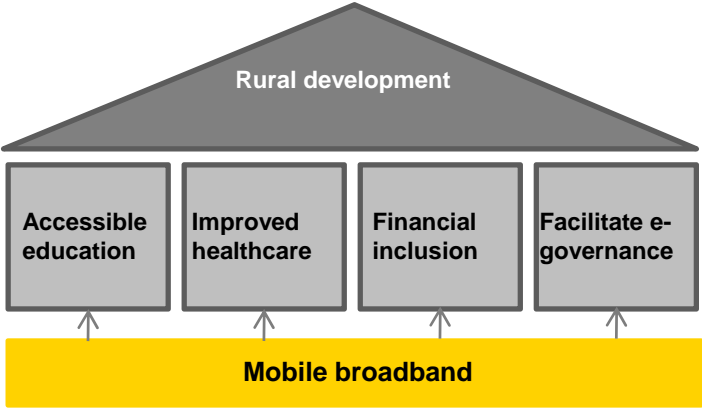 Rural development
Accessible
education
Improved
healthcare
Financial
inclusion
Facilitate e-
governance
Mobile broadband